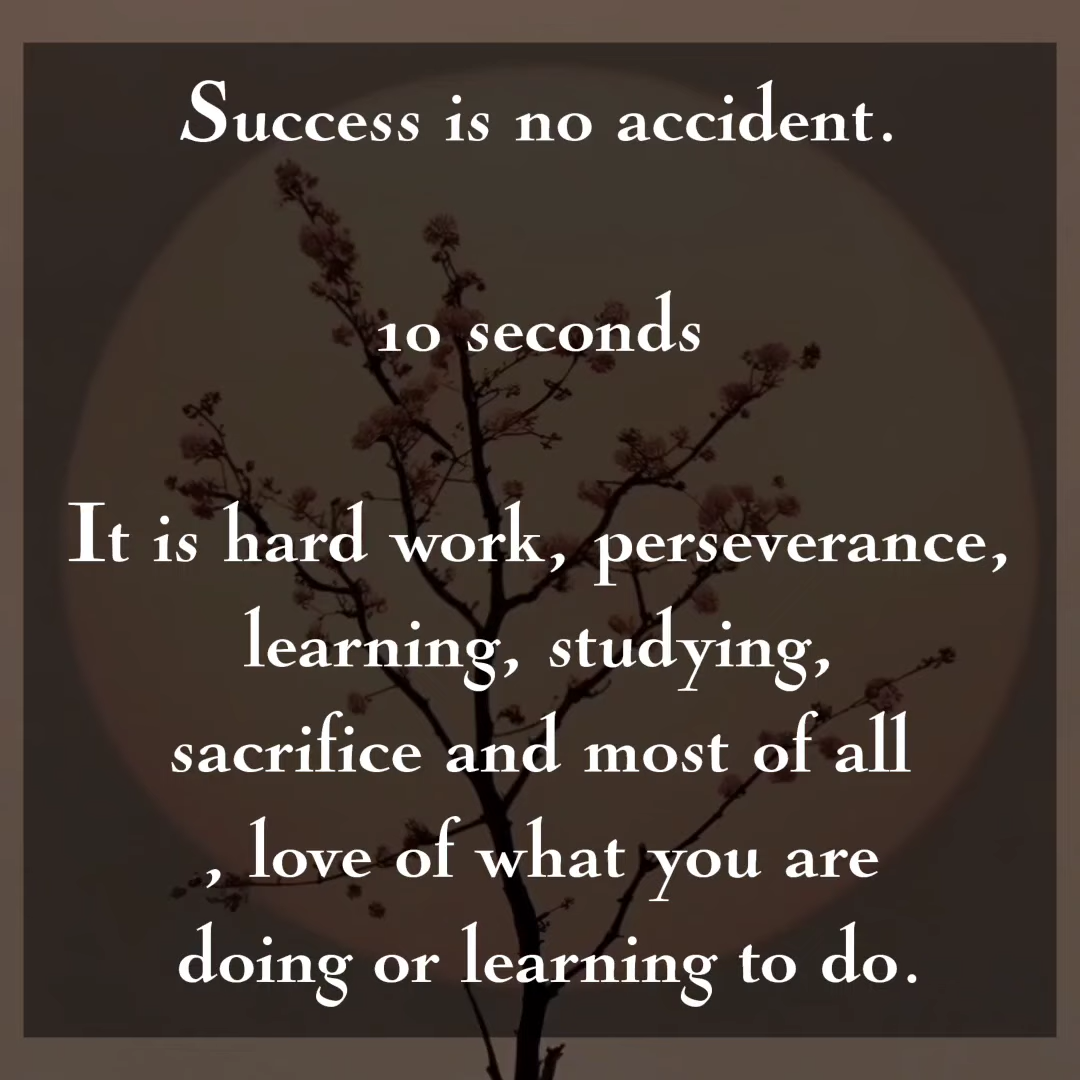 Success is no accident.
10 seconds
It is hard work, perseverance,
learning, studying,
sacrifice and most of all
, love of what you are
doing or learning to do.